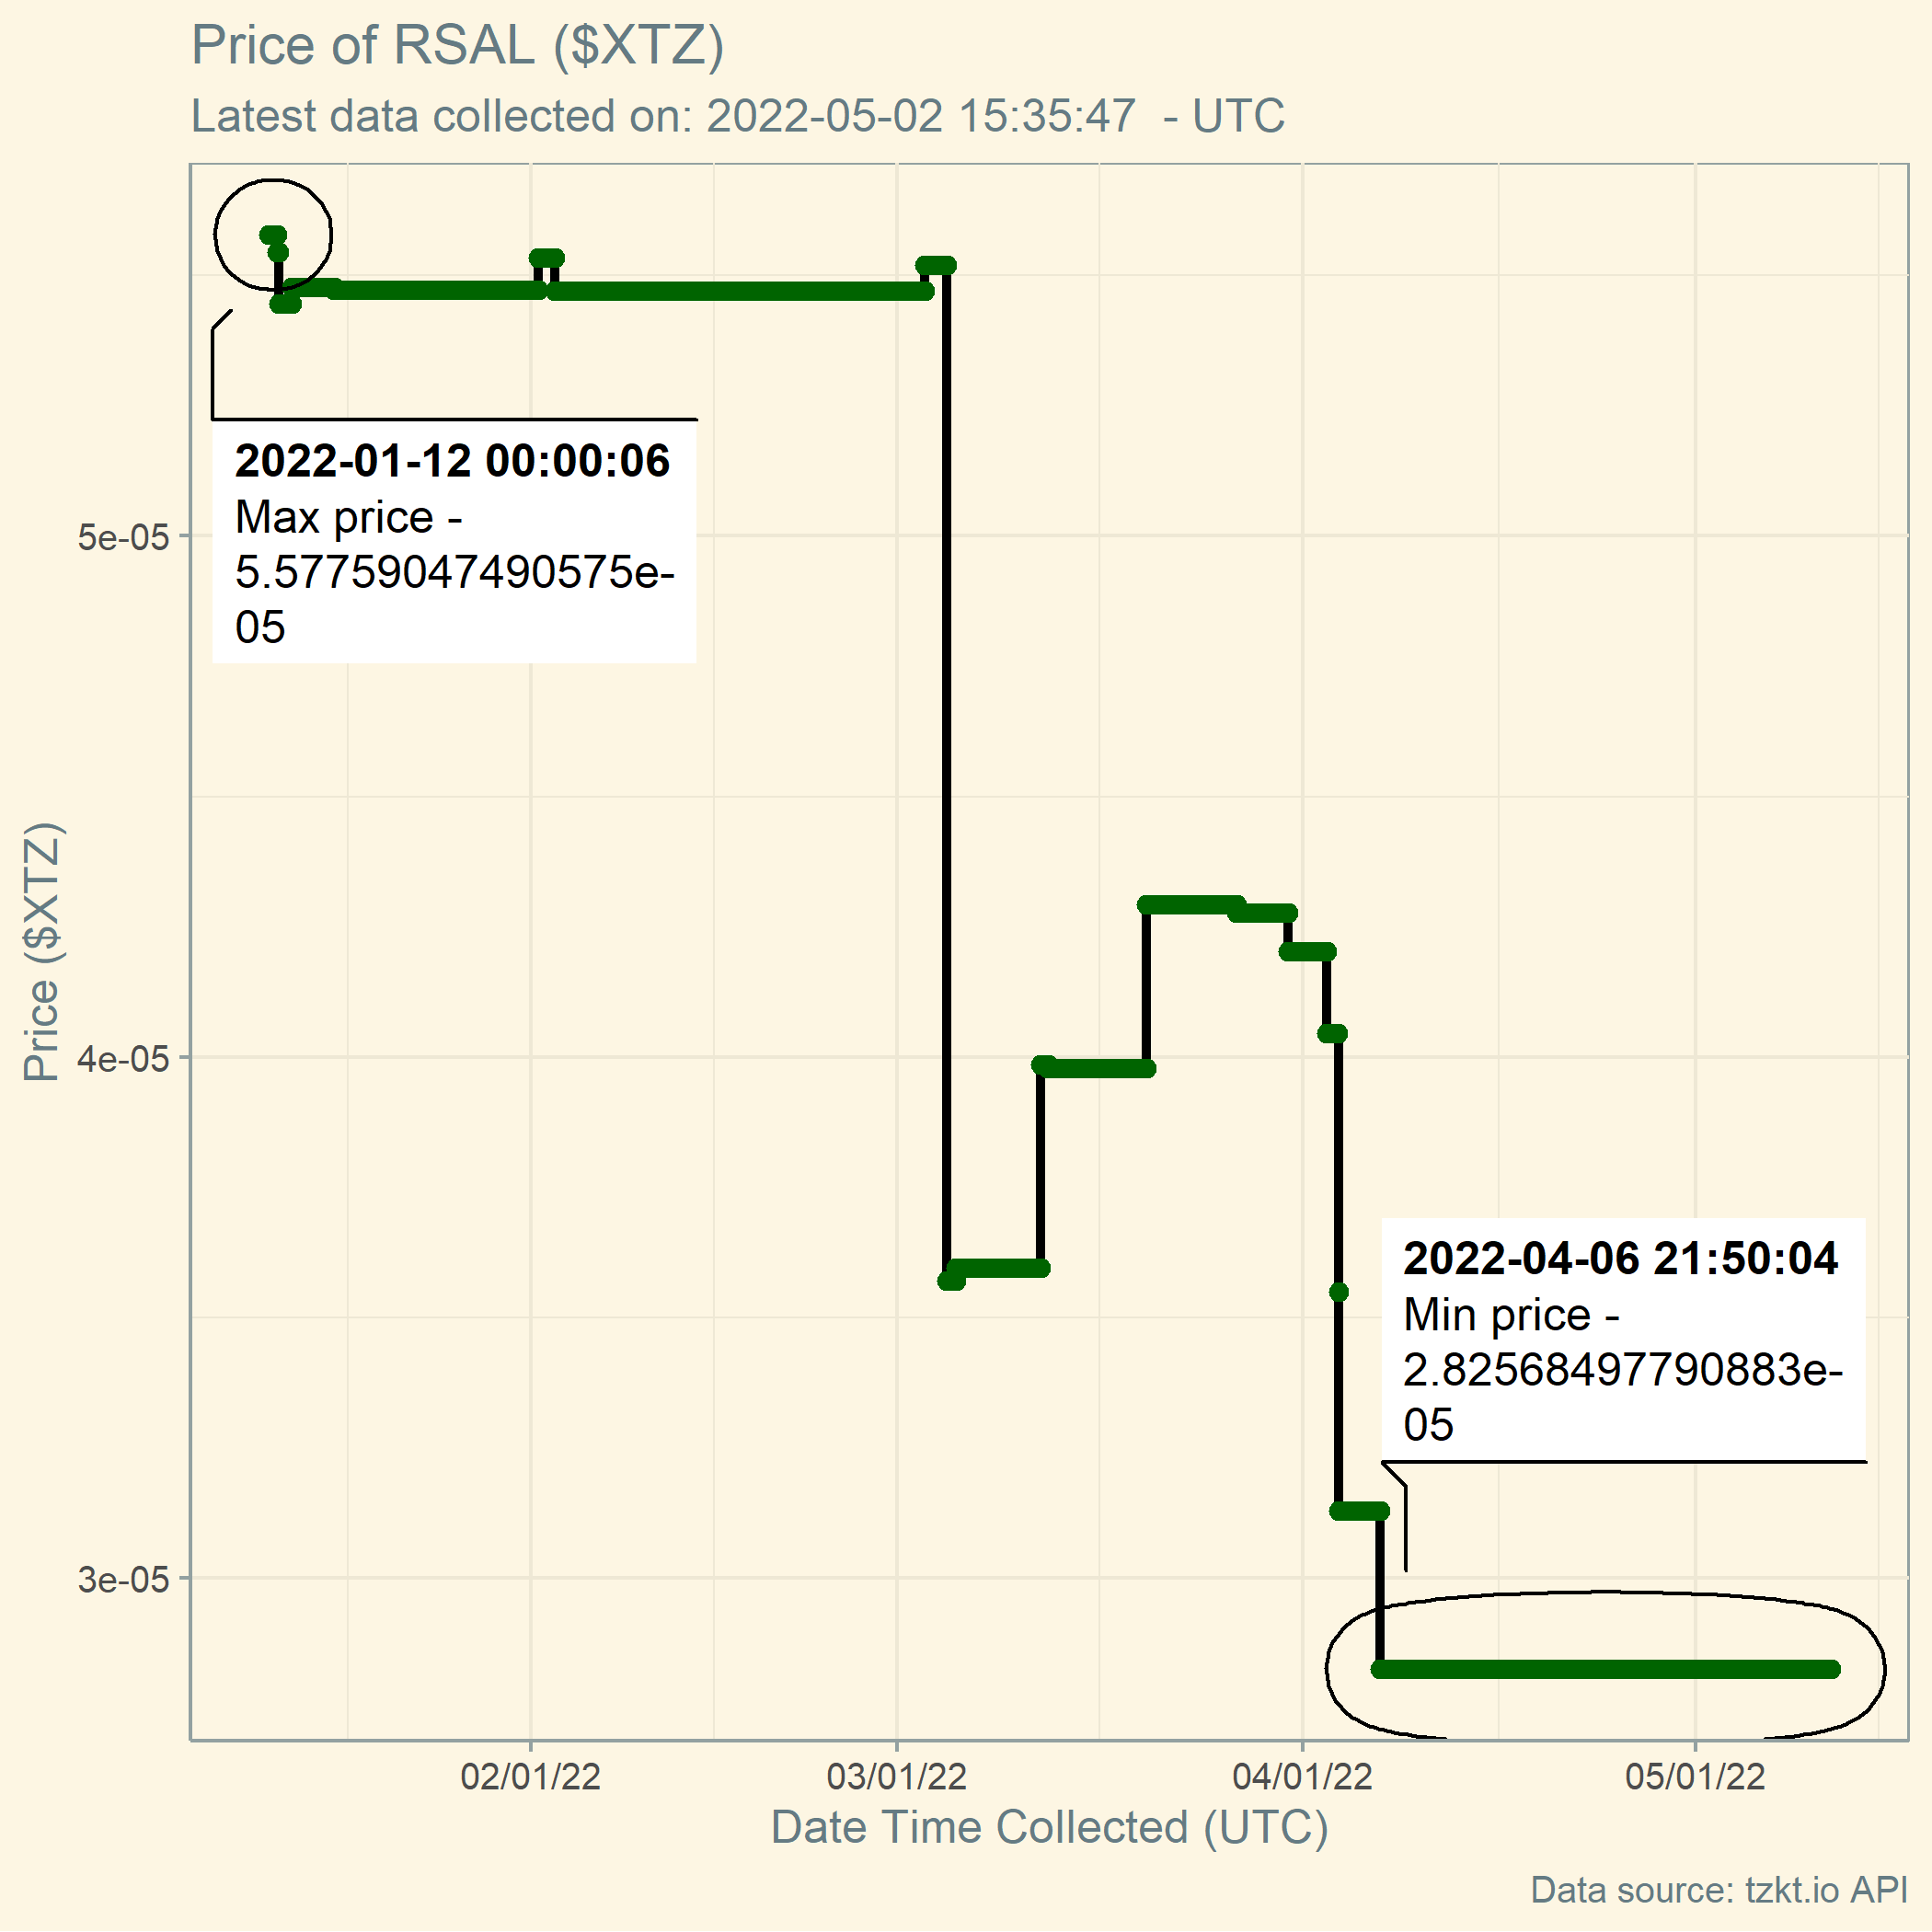 Price of RSAL ($XTZ)
Latest data collected on: 2022-05-02 15:35:47  - UTC
2022-01-12 00:00:06
Max price -
5.57759047490575e-
05
5e-05
Price ($XTZ)
4e-05
2022-04-06 21:50:04
Min price -
2.82568497790883e-
05
3e-05
02/01/22
03/01/22
04/01/22
05/01/22
Date Time Collected (UTC)
Data source: tzkt.io API